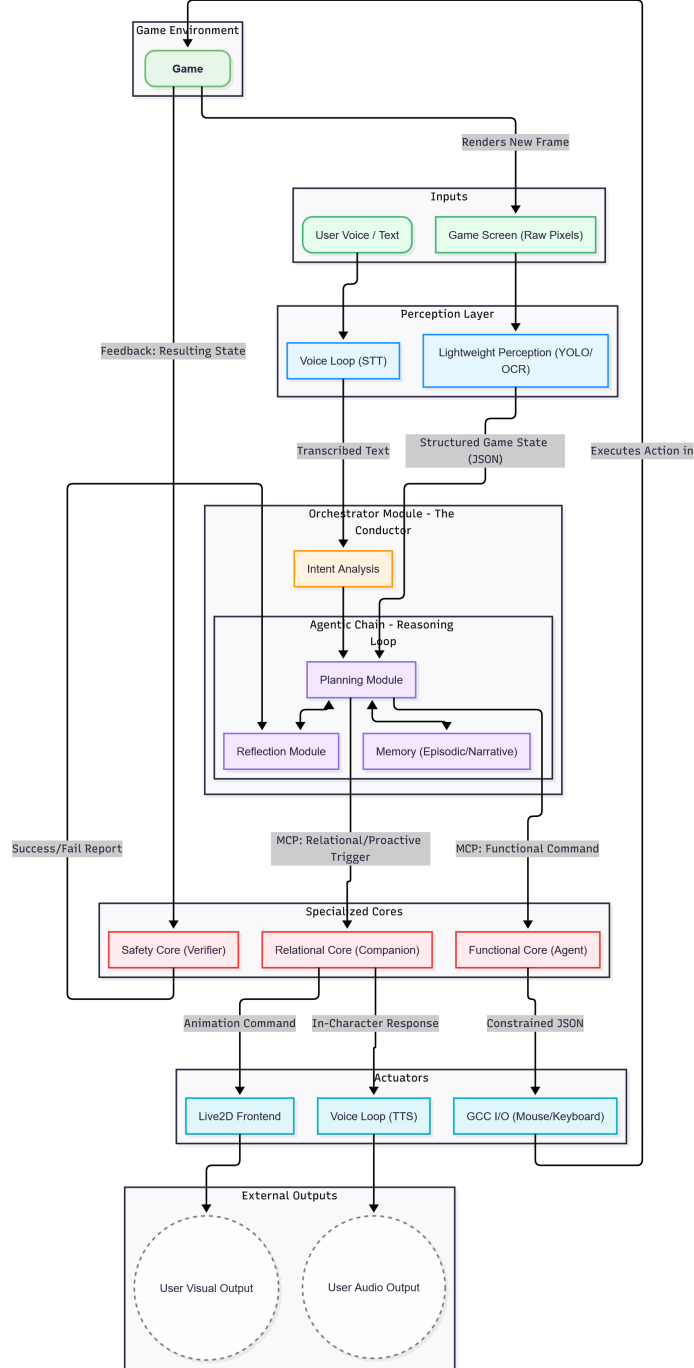 Game Environment
Game
Renders New Frame
Inputs
User Voice / Text
Game Screen (Raw Pixels)
Perception Layer
Voice Loop (STT)
Lightweight Perception (YOLO/
OCR)
Feedback: Resulting State
Transcribed Text
Structured Game State
(JSON)
Executes Action in
Orchestrator Module - The
Conductor
Intent Analysis
Agentic Chain - Reasoning
Loop
Planning Module
Reflection Module
Memory (Episodic/Narrative)
Success/Fail Report
MCP: Relational/Proactive
Trigger
MCP: Functional Command
Specialized Cores
Safety Core (Verifier)
Relational Core (Companion)
Functional Core (Agent)
Animation Command
In-Character Response
Constrained JSON
Actuators
Live2D Frontend
Voice Loop (TTS)
GCC I/O (Mouse/Keyboard)
External Outputs
User Visual Output
User Audio Output